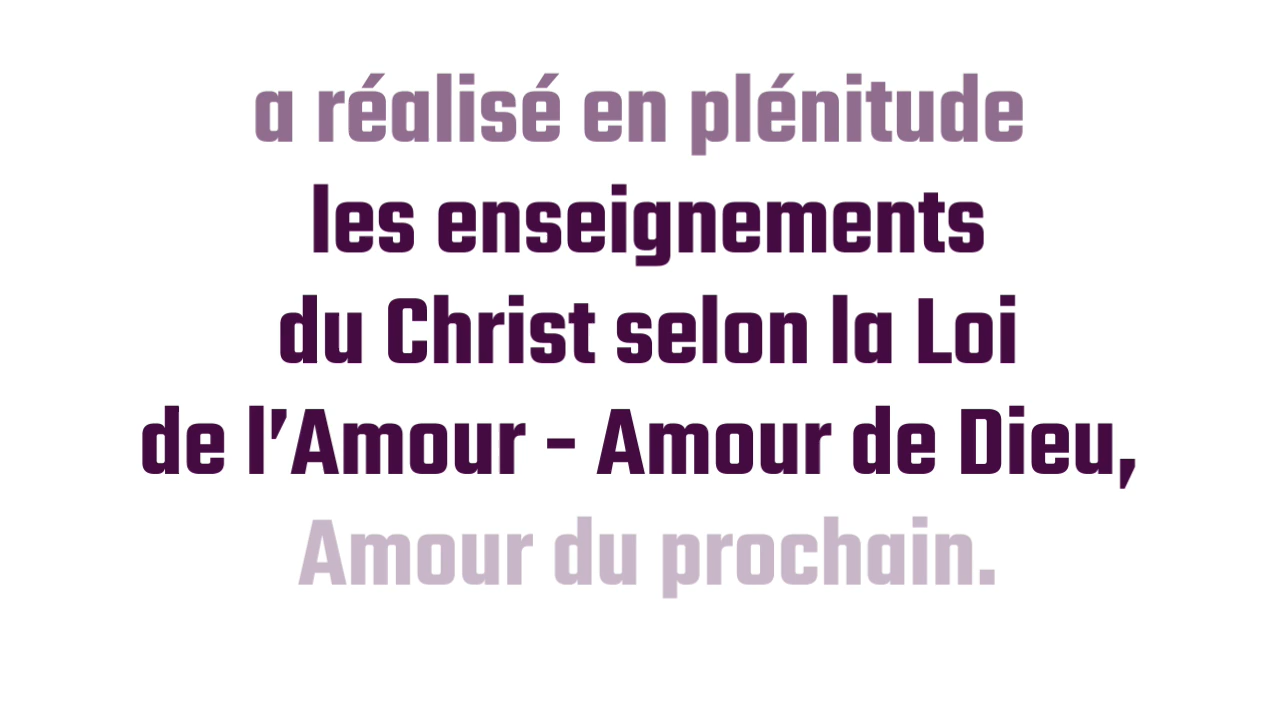 a réalisé en plénitude
les enseignements
du Christ selon la Loi
de l’Amour - Amour de Dieu,
Amour du prochain.